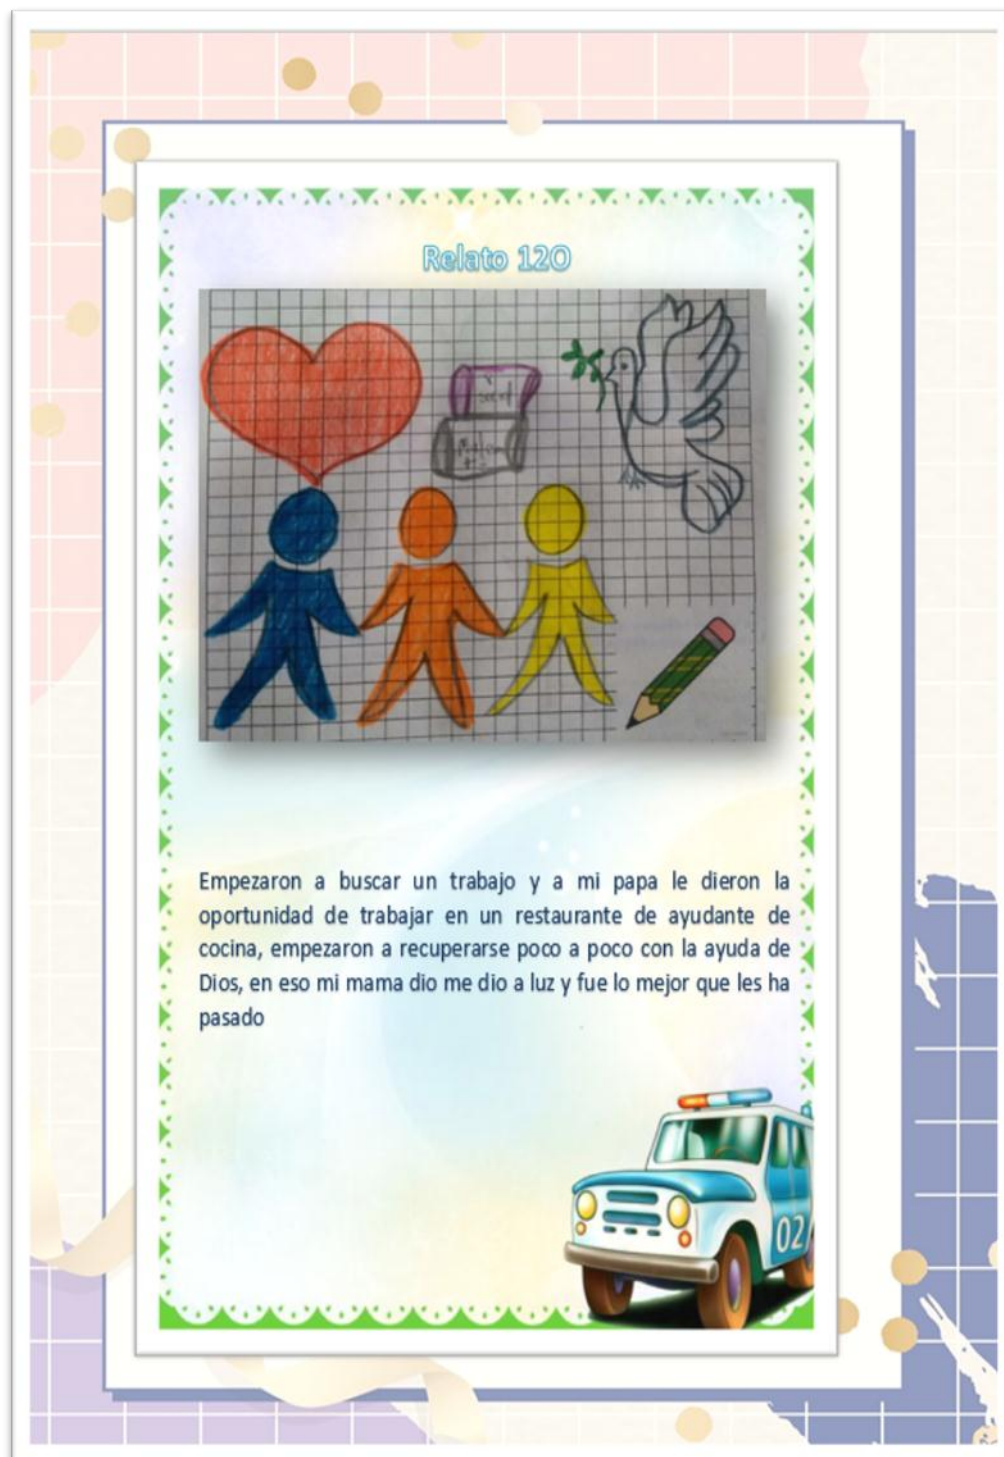 Relato 12O
Empezaron a buscar un trabajo y a mi papa le dieron la
oportunidad de trabajar en un restaurante de ayudante de
cocina, empezaron a recuperarse poco a poco con la ayuda de
Dios, en eso mi mama dio me dio a luz y fue lo mejor que les ha
pasado
02